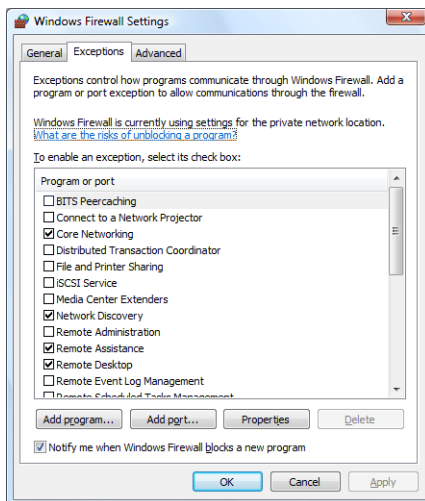 Windows Firewall Settings
General Exceptions Advanced
Exceptions control how programs communicate through Windows Firewall. Add a
program or port exception to allow communications through the firewall.
Windows Firewall is currently using settings for the private network location.
What are the risks of unblocking a program?
To enable an exception, select its check box:
Program or port
BITS Peercaching
Connect to a Network Projector
Core Networking
Distributed Transaction Coordinator
File and Printer Sharing
iSCSI Service
Media Center Extenders
Network Discovery
Remote Administration
Remote Assistance
Remote Desktop
Remote Event Log Management
Remote Scheduled Tasks Management
Add program... Add port... Properties Delete
Notify me when Windows Firewall blocks a new program
OK Cancel Apply